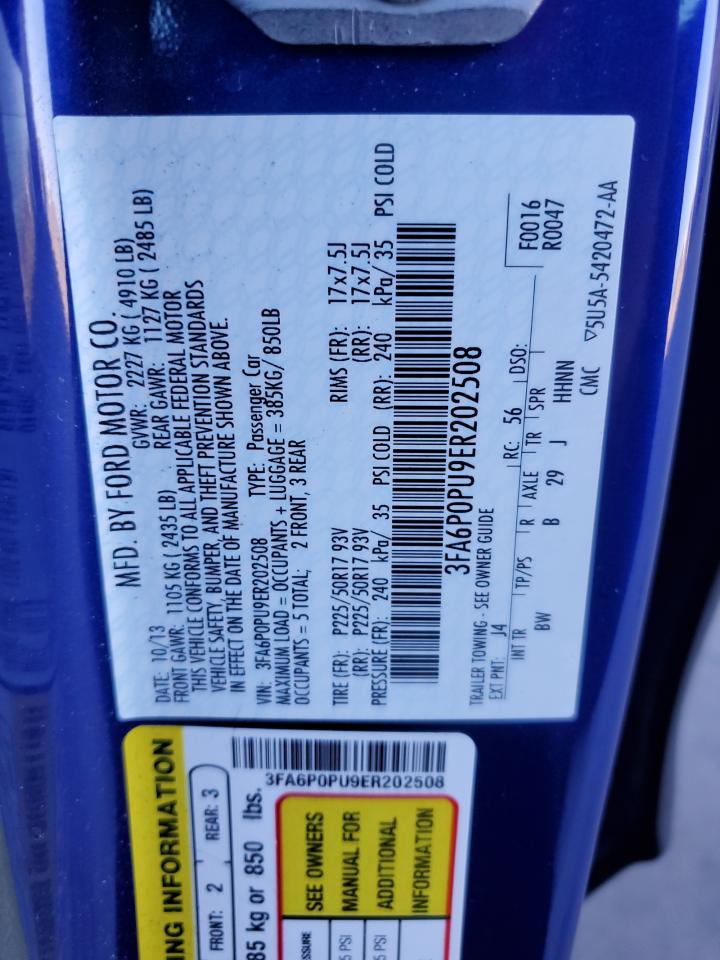 MFD. BY FORD MOTOR CO.
DATE: 10/13 GVWR: 2227 KG ( 4910 LB)
FRONT GAWR: 1105 KG ( 2435 LB) REAR GAWR: 1127 KG ( 2485 LB)
THIS VEHICLE CONFORMS TO ALL APPLICABLE FEDERAL MOTOR
VEHICLE SAFETY, BUMPER, AND THEFT PREVENTION STANDARDS
IN EFFECT ON THE DATE OF MANUFACTURE SHOWN ABOVE.
VIN: 3FA6P0PU9ER202508 TYPE: Passenger Car
MAXIMUM LOAD = OCCUPANTS + LUGGAGE = 385KG/ 850LB
OCCUPANTS = 5 TOTAL; 2 FRONT, 3 REAR
TIRE (FR): P225/50R17 93V RIMS (FR): 17x7.5J
(RR): P225/50R17 93V (RR): 17x7.5J
PRESSURE (FR): 240 kPa/ 35 PSI COLD (RR): 240 kPa/ 35 PSI COLD
3FA6P0PU9ER202508
TRAILER TOWING - SEE OWNER GUIDE
EXT PNT: J4 RC: 56 DSO: F0016
R0047
INT TR TP/PS R AXLE TR SPR
BW B 29 J HHNN
CMC ▽5U5A-5420472-AA
ING INFORMATION
FRONT: 2 REAR: 3
3FA6P0PU9ER202508
85 kg or 850 lbs.
SEE OWNERS
MANUAL FOR
ADDITIONAL
INFORMATION
SSURE
5 PSI
5 PSI